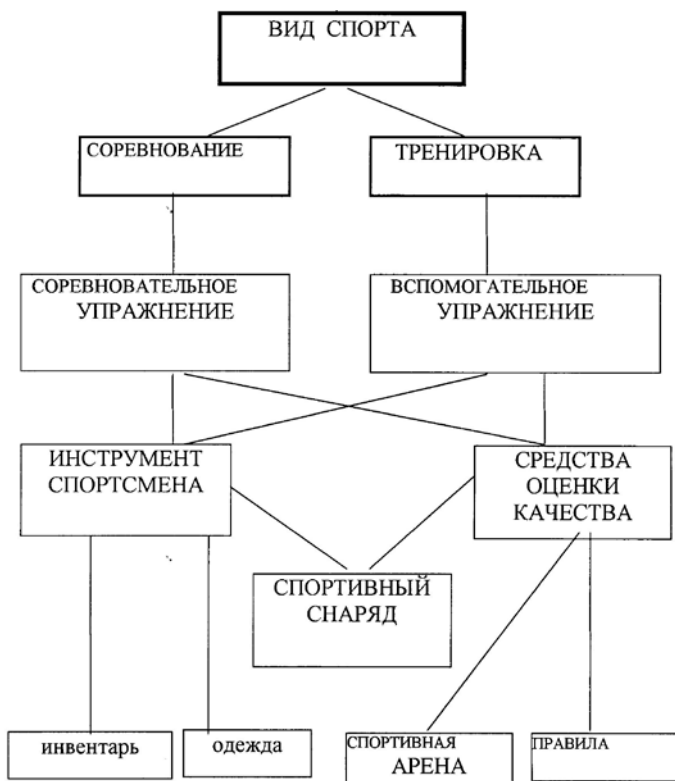 ВИД СПОРТА
СОРЕВНОВАНИЕ
ТРЕНИРОВКА
СОРЕВНОВАТЕЛЬНОЕ
УПРАЖНЕНИЕ
ВСПОМОГАТЕЛЬНОЕ
УПРАЖНЕНИЕ
ИНСТРУМЕНТ
СПОРТСМЕНА
СРЕДСТВА
ОЦЕНКИ
КАЧЕСТВА
СПОРТИВНЫЙ
СНАРЯД
инвентарь
одежда
СПОРТИВНАЯ
АРЕНА
ПРАВИЛА